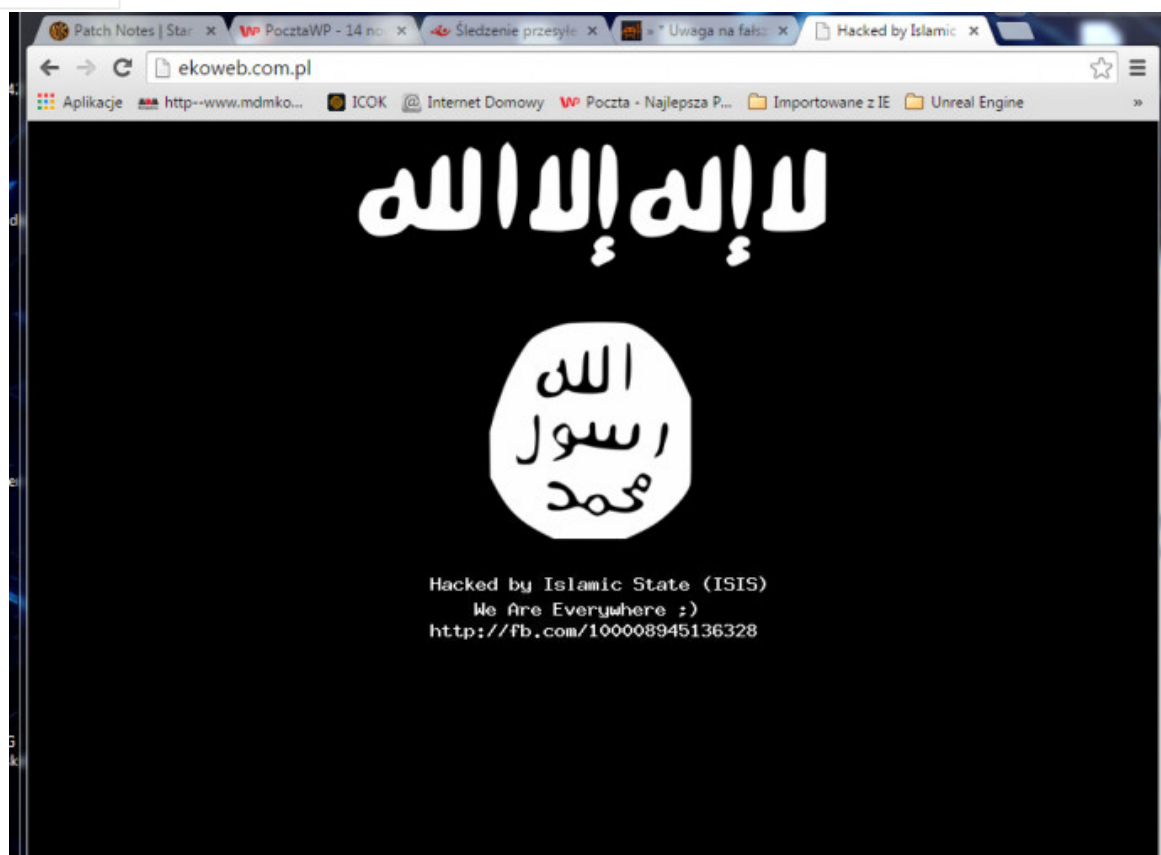 Patch Notes | Star
PocztaWP - 14 no
Śledzenie przesyłe
» * Uwaga na fałsz
Hacked by Islamic
ekoweb.com.pl
Aplikacje
http--www.mdmko...
ICOK
Internet Domowy
Poczta - Najlepsza P...
Importowane z IE
Unreal Engine
»
لا إله إلا الله
الله
رسول
محمد
Hacked by Islamic State (ISIS)
We Are Everywhere ;)
http://fb.com/100008945136328